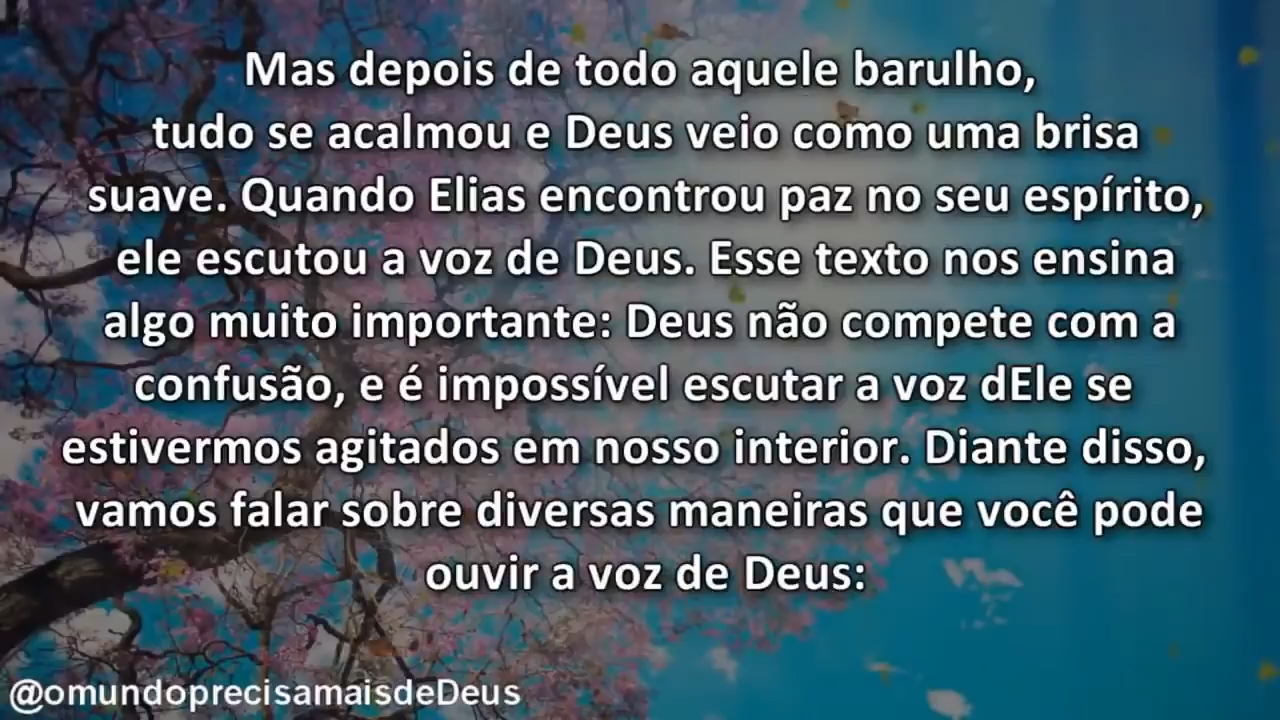 Mas depois de todo aquele barulho,
tudo se acalmou e Deus veio como uma brisa
suave. Quando Elias encontrou paz no seu espírito,
ele escutou a voz de Deus. Esse texto nos ensina
algo muito importante: Deus não compete com a
confusão, e é impossível escutar a voz dEle se
estivermos agitados em nosso interior. Diante disso,
vamos falar sobre diversas maneiras que você pode
ouvir a voz de Deus:
@omundoprecisamaisdeDeus